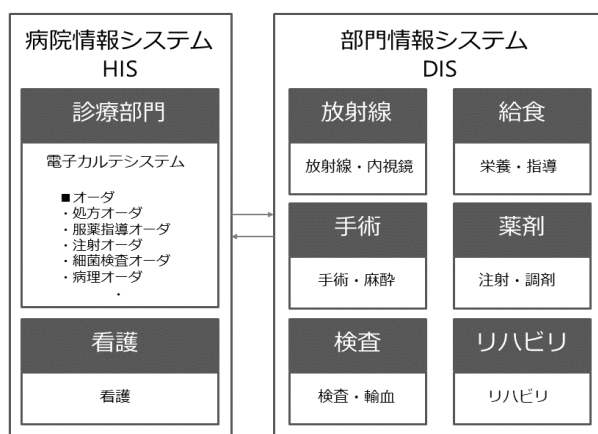 病院情報システム
HIS
診療部門
電子カルテシステム
■オーダ
・処方オーダ
・服薬指導オーダ
・注射オーダ
・細菌検査オーダ
・病理オーダ
・
看護
看護
部門情報システム
DIS
放射線
放射線・内視鏡
給食
栄養・指導
手術
手術・麻酔
薬剤
注射・調剤
検査
検査・輸血
リハビリ
リハビリ